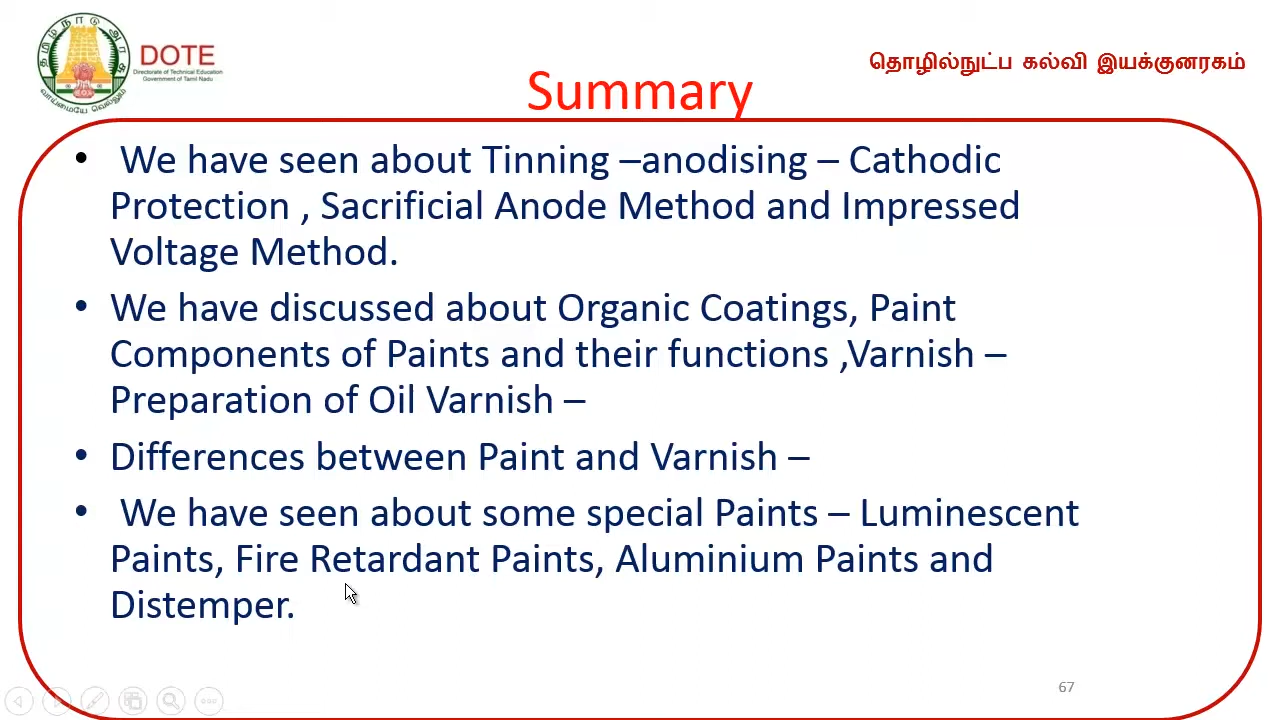 DOTE
Directorate of Technical Education
Government of Tamil Nadu
தொழில்நுட்ப கல்வி இயக்குனரகம்
Summary
• We have seen about Tinning –anodising – Cathodic
Protection , Sacrificial Anode Method and Impressed
Voltage Method.
• We have discussed about Organic Coatings, Paint
Components of Paints and their functions ,Varnish –
Preparation of Oil Varnish –
• Differences between Paint and Varnish –
• We have seen about some special Paints – Luminescent
Paints, Fire Retardant Paints, Aluminium Paints and
Distemper.
67